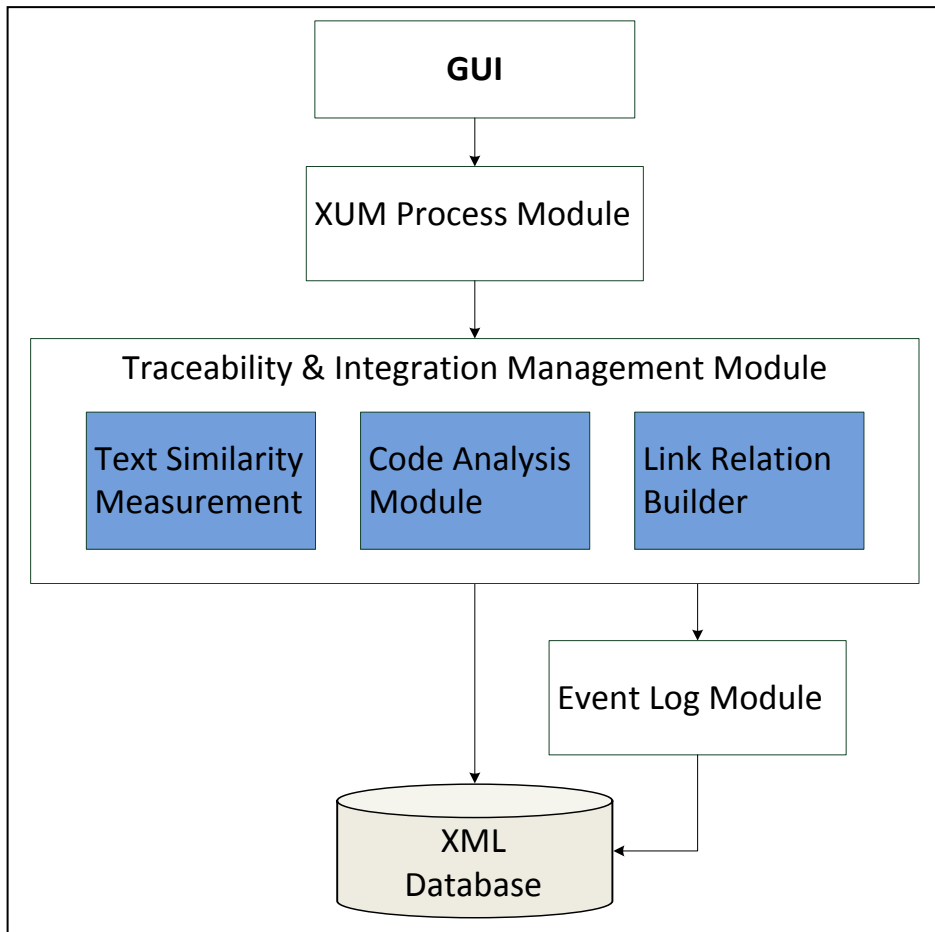 GUI
XUM Process Module
Traceability & Integration Management Module
Text Similarity
Measurement
Code Analysis
Module
Link Relation
Builder
Event Log Module
XML
Database